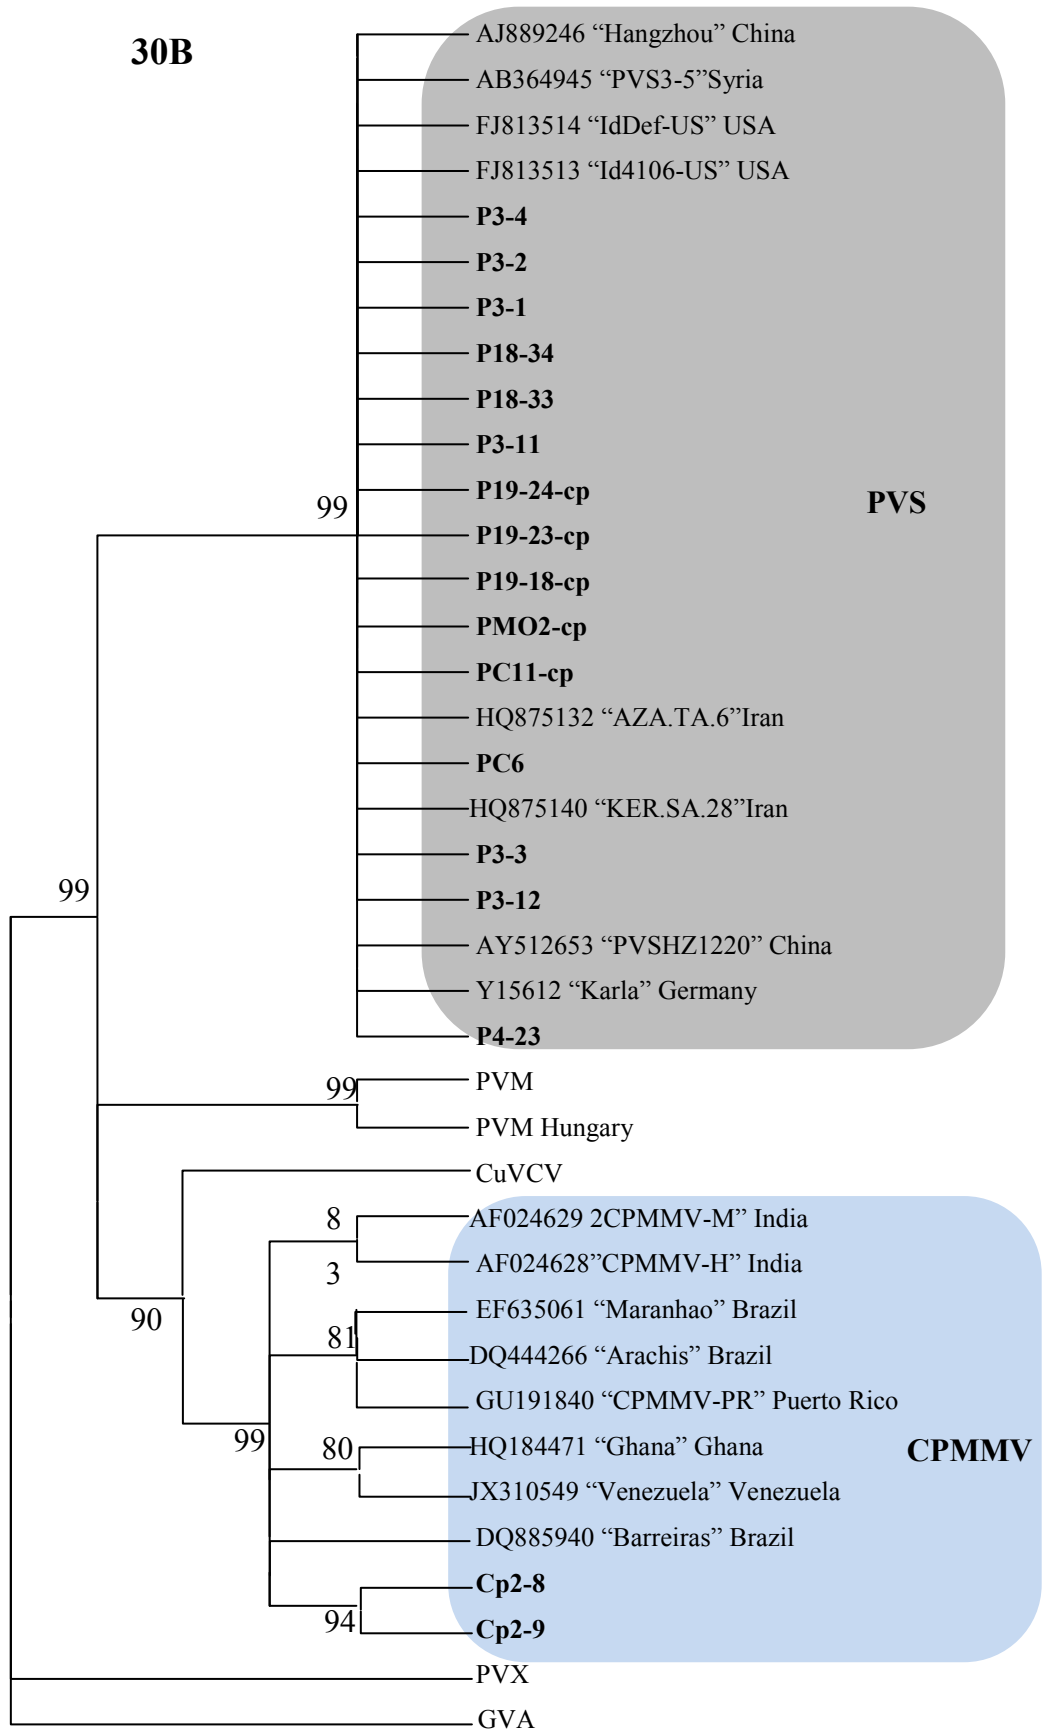 30B
AJ889246 “Hangzhou” China
AB364945 “PVS3-5”Syria
FJ813514 “IdDef-US” USA
FJ813513 “Id4106-US” USA
P3-4
P3-2
P3-1
P18-34
P18-33
P3-11
P19-24-cp
99
PVS
P19-23-cp
P19-18-cp
PMO2-cp
PC11-cp
HQ875132 “AZA.TA.6”Iran
PC6
HQ875140 “KER.SA.28”Iran
P3-3
99
P3-12
AY512653 “PVSHZ1220” China
Y15612 “Karla” Germany
P4-23
99
PVM
PVM Hungary
CuVCV
8
AF024629 2CPMMV-M” India
3
AF024628”CPMMV-H” India
90
EF635061 “Maranhao” Brazil
81
DQ444266 “Arachis” Brazil
GU191840 “CPMMV-PR” Puerto Rico
99
80
HQ184471 “Ghana” Ghana
CPMMV
JX310549 “Venezuela” Venezuela
DQ885940 “Barreiras” Brazil
Cp2-8
94
Cp2-9
PVX
GVA